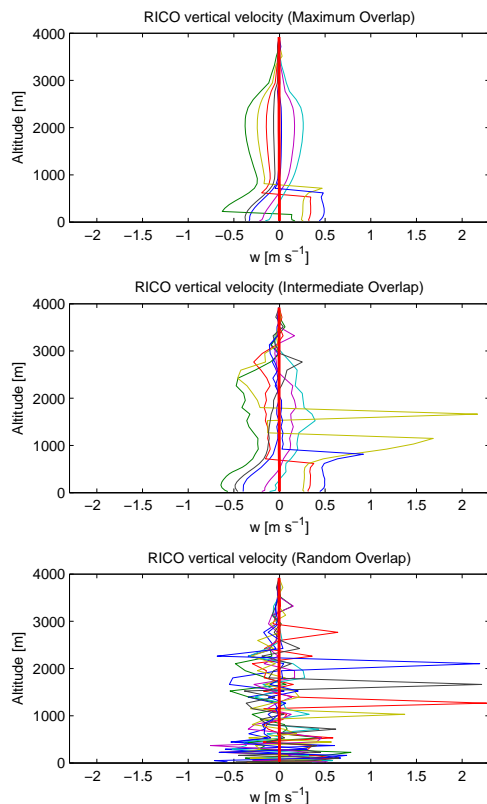 RICO vertical velocity (Maximum Overlap)
4000
3000
2000
1000
0
Altitude [m]
−2 −1.5 −1 −0.5 0 0.5 1 1.5 2
w [m s⁻¹]
RICO vertical velocity (Intermediate Overlap)
4000
3000
2000
1000
0
Altitude [m]
−2 −1.5 −1 −0.5 0 0.5 1 1.5 2
w [m s⁻¹]
RICO vertical velocity (Random Overlap)
4000
3000
2000
1000
0
Altitude [m]
−2 −1.5 −1 −0.5 0 0.5 1 1.5 2
w [m s⁻¹]